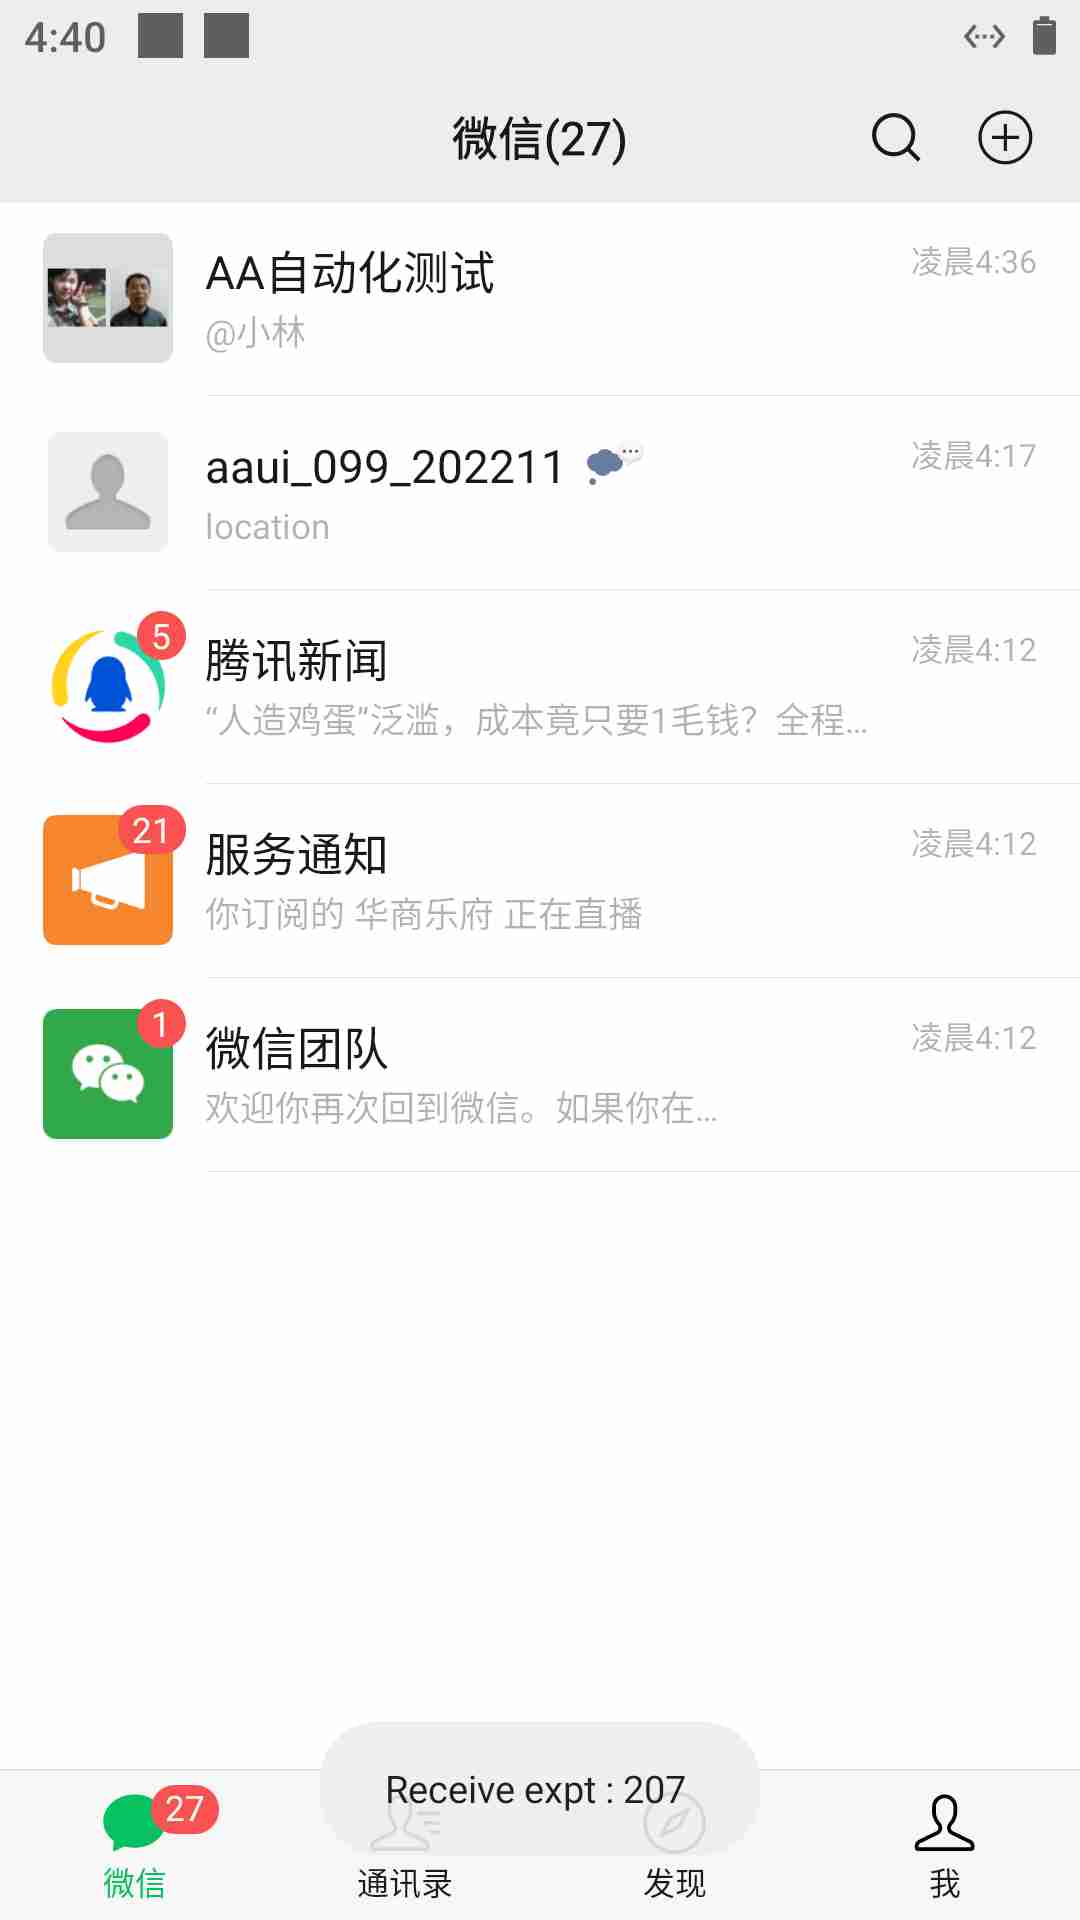 4:40
微信(27)
AA自动化测试
凌晨4:36
@小林
aaui_099_202211
凌晨4:17
location
5
腾讯新闻
凌晨4:12
“人造鸡蛋”泛滥，成本竟只要1毛钱？全程...
21
服务通知
凌晨4:12
你订阅的 华商乐府 正在直播
1
微信团队
凌晨4:12
欢迎你再次回到微信。如果你在...
Receive expt : 207
27
微信
通讯录
发现
我